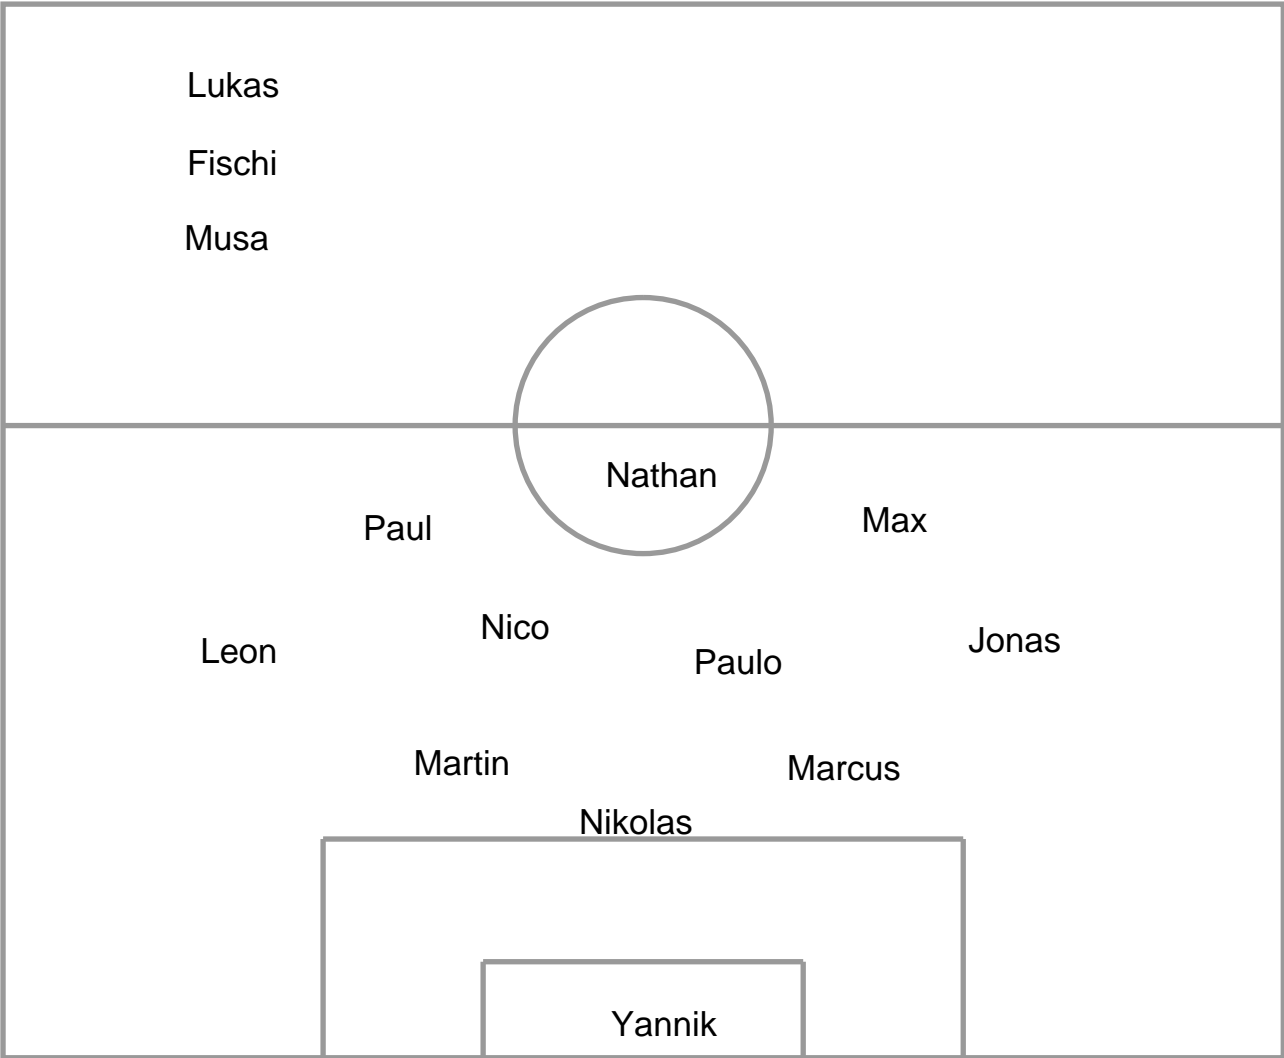 Lukas
Fischi
Musa
Nathan
Paul
Max
Nico
Leon
Jonas
Paulo
Martin
Marcus
Nikolas
Yannik